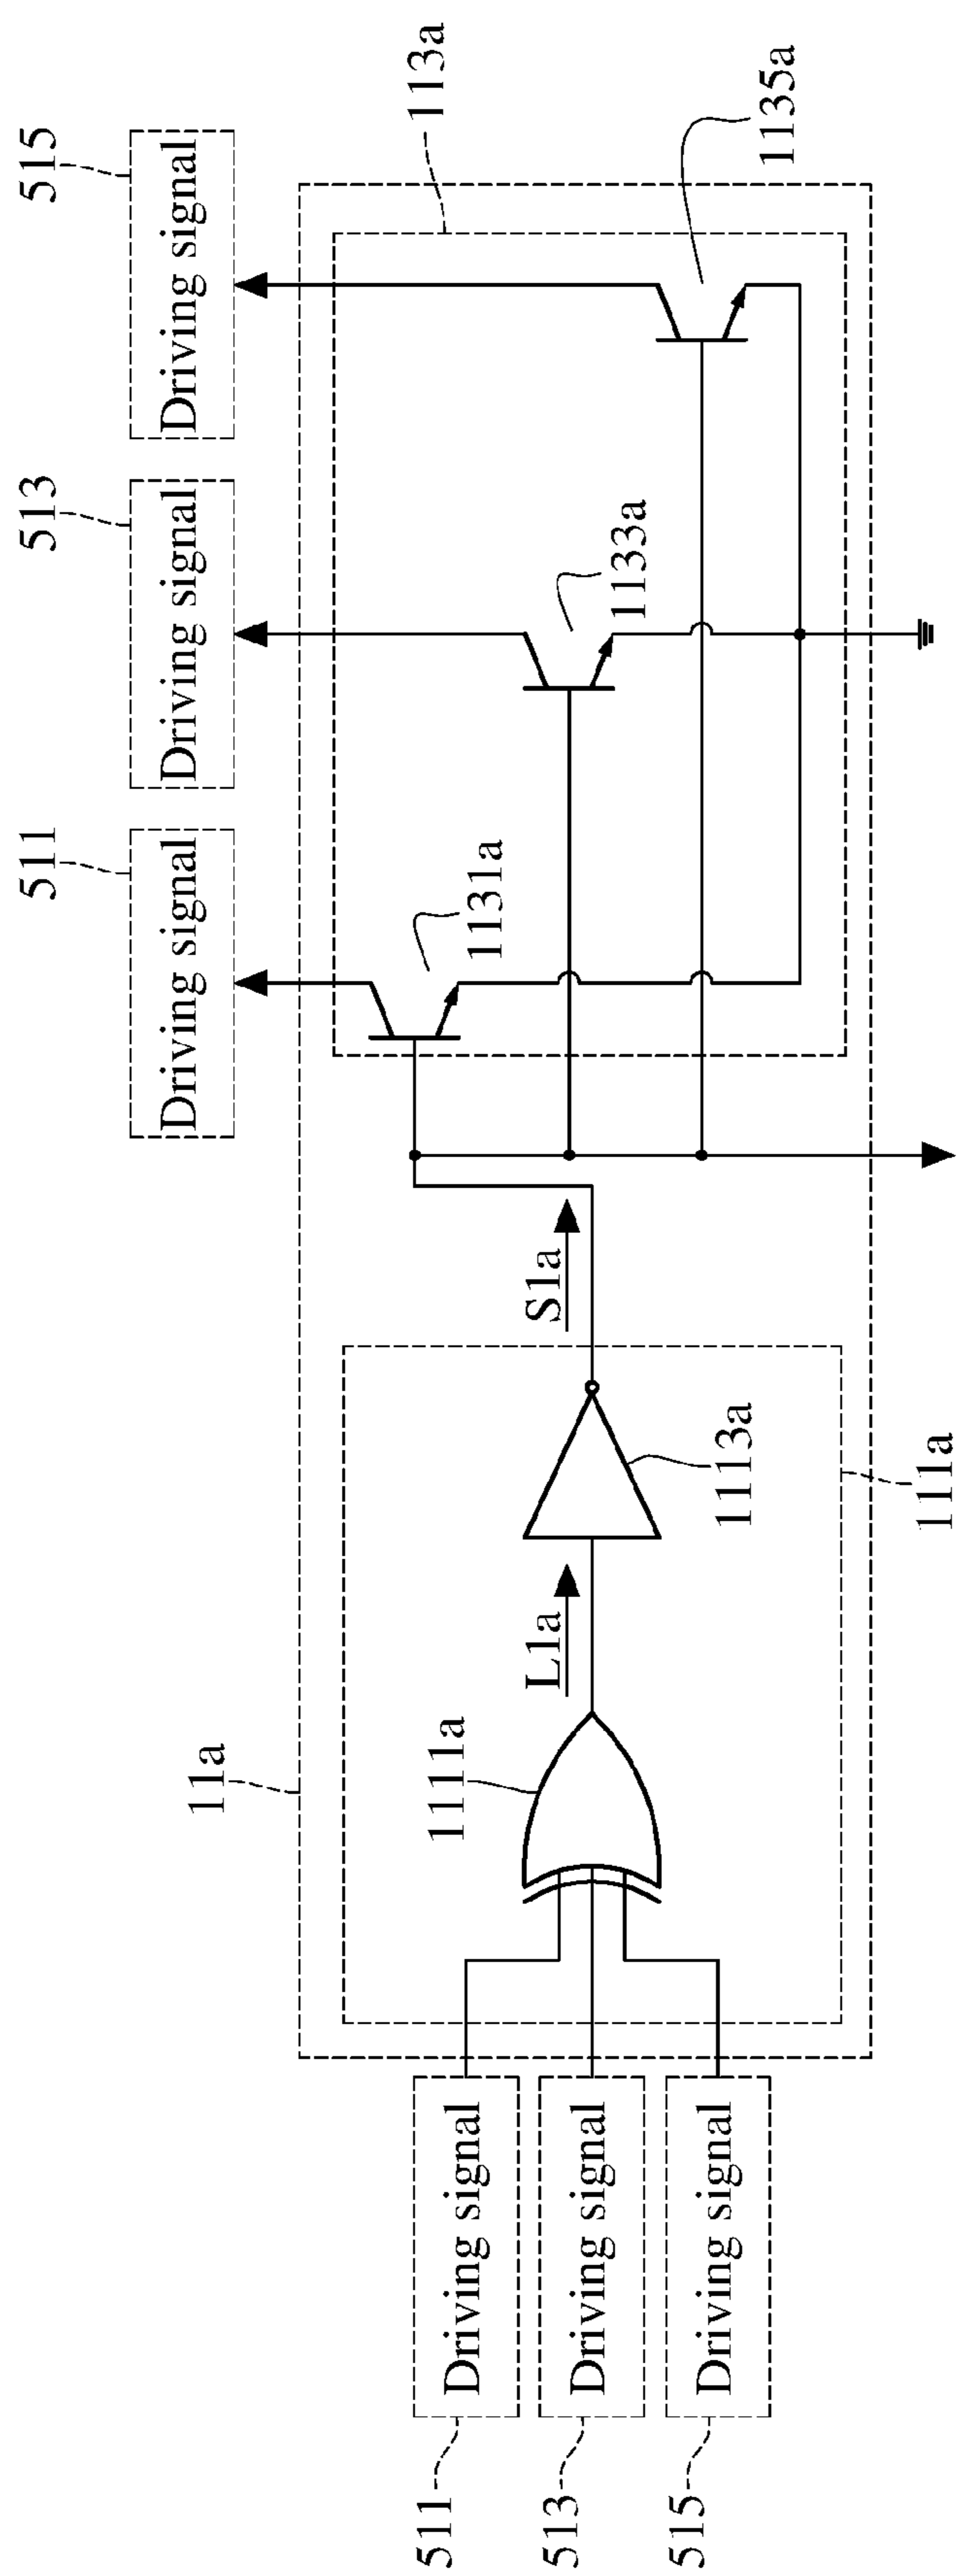 511
Driving signal
513
Driving signal
515
Driving signal
11a
1111a
L1a
1113a
111a
S1a
511
Driving signal
1131a
513
Driving signal
1133a
515
Driving signal
113a
1135a